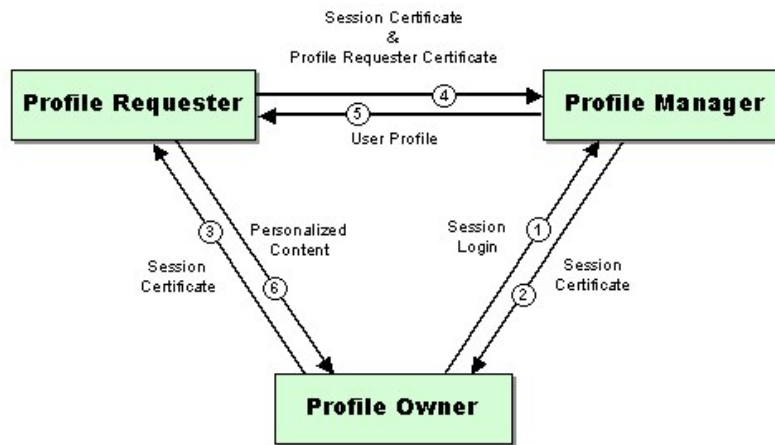 Session Certificate
&
Profile Requester Certificate
Profile Requester
4
Profile Manager
5
User Profile
3
Personalized
Content
Session
Login
1
Session
Certificate
6
2
Session
Certificate
Profile Owner